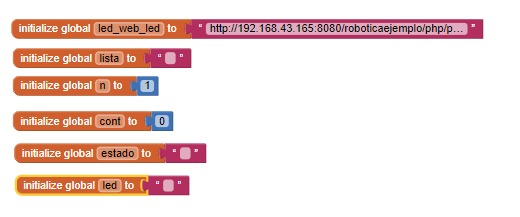 initialize global led_web_led to " http://192.168.43.165:8080/roboticaejemplo/php/p... "
initialize global lista to " "
initialize global n to 1
initialize global cont to 0
initialize global estado to " "
initialize global led to " "